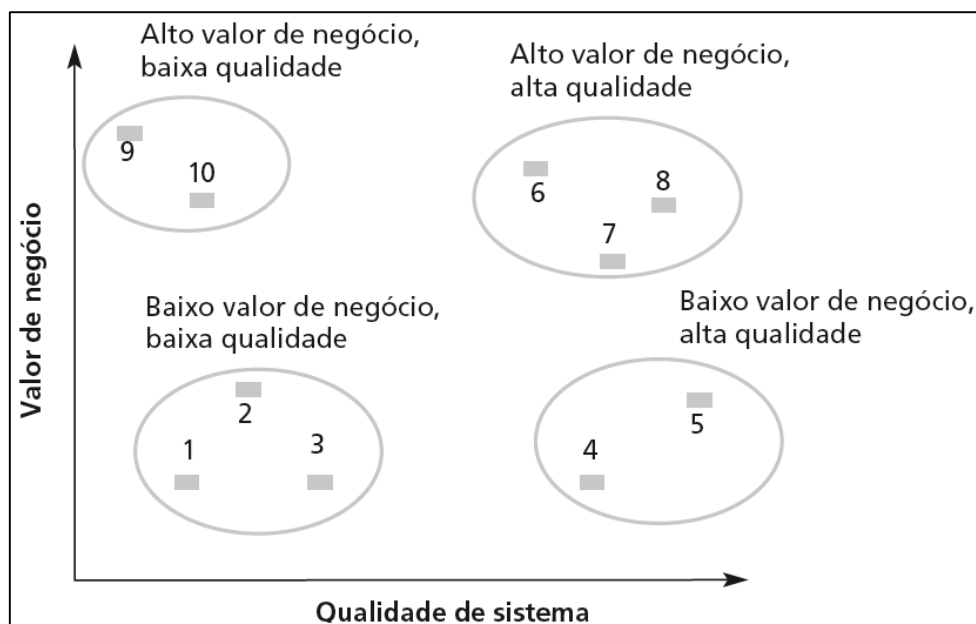 Alto valor de negócio,
baixa qualidade
9
10
Alto valor de negócio,
alta qualidade
6
8
7
Baixo valor de negócio,
baixa qualidade
2
1
3
Baixo valor de negócio,
alta qualidade
5
4
Valor de negócio
Qualidade de sistema